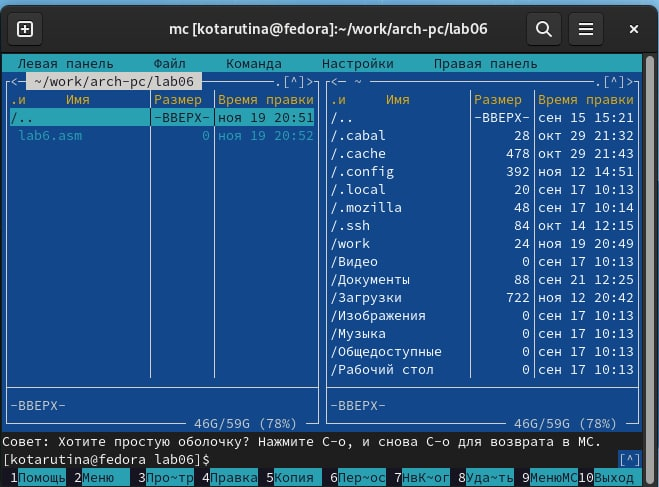 mc [kotarutina@fedora]:~/work/arch-pc/lab06
Левая панель Файл Команда Настройки Правая панель
<─ ~/work/arch-pc/lab06 ─.[^]>
.и Имя Размер Время правки
/.. -ВВЕРХ- ноя 19 20:51
lab6.asm 0 ноя 19 20:52
-ВВЕРХ-
46G/59G (78%)
<─ ~ ─.[^]>
.и Имя Размер Время правки
/.. -ВВЕРХ- сен 15 15:21
/.cabal 28 окт 29 21:32
/.cache 478 окт 29 21:43
/.config 392 ноя 12 14:51
/.local 20 сен 17 10:13
/.mozilla 48 сен 17 10:14
/.ssh 84 окт 14 12:15
/work 24 ноя 19 20:49
/Видео 0 сен 17 10:13
/Документы 88 сен 21 12:25
/Загрузки 722 ноя 12 20:42
/Изображения 0 сен 17 10:13
/Музыка 0 сен 17 10:13
/Общедоступные 0 сен 17 10:13
/Рабочий стол 0 сен 17 10:13
-ВВЕРХ-
46G/59G (78%)
Совет: Хотите простую оболочку? Нажмите C-o, и снова C-o для возврата в MC.
[kotarutina@fedora lab06]$ [^]
1Помощь 2Меню 3Про~тр 4Правка 5Копия 6Пер~ос 7НвК~ог 8Уда~ть 9МенюMC 10Выход